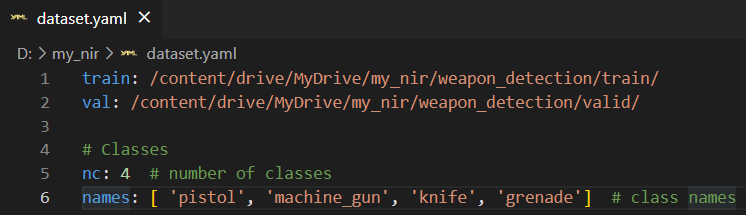 dataset.yaml ×
D: > my_nir > dataset.yaml
1 train: /content/drive/MyDrive/my_nir/weapon_detection/train/
2 val: /content/drive/MyDrive/my_nir/weapon_detection/valid/
3
4 # Classes
5 nc: 4  # number of classes
6 names: [ 'pistol', 'machine_gun', 'knife', 'grenade']  # class names